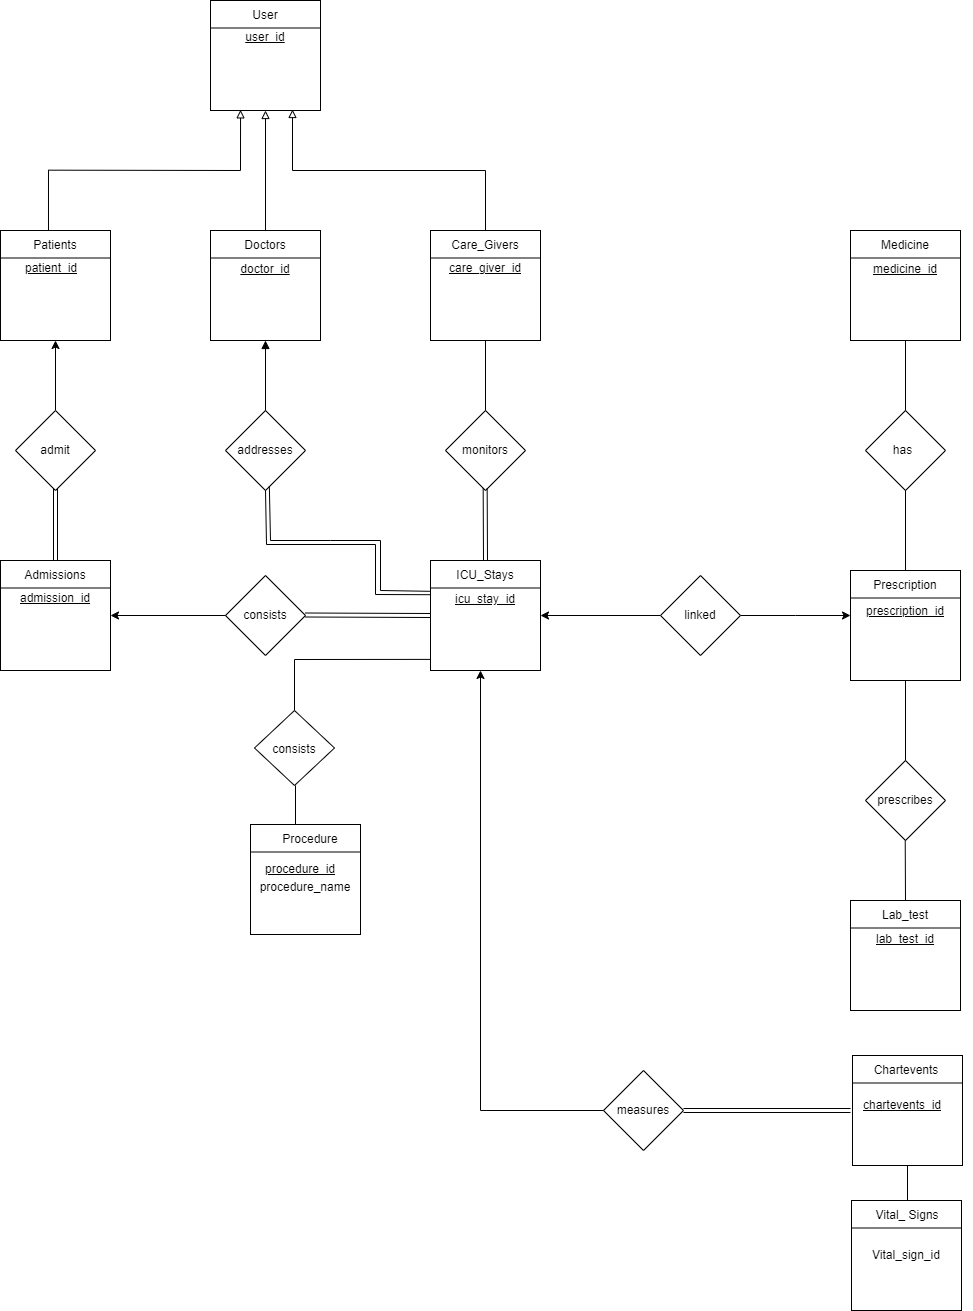 User
user_id
Patients
patient_id
Doctors
doctor_id
Care_Givers
care_giver_id
Medicine
medicine_id
admit
addresses
monitors
has
Admissions
admission_id
consists
ICU_Stays
icu_stay_id
linked
Prescription
prescription_id
consists
prescribes
Procedure
procedure_id
procedure_name
Lab_test
lab_test_id
measures
Chartevents
chartevents_id
Vital_ Signs
Vital_sign_id